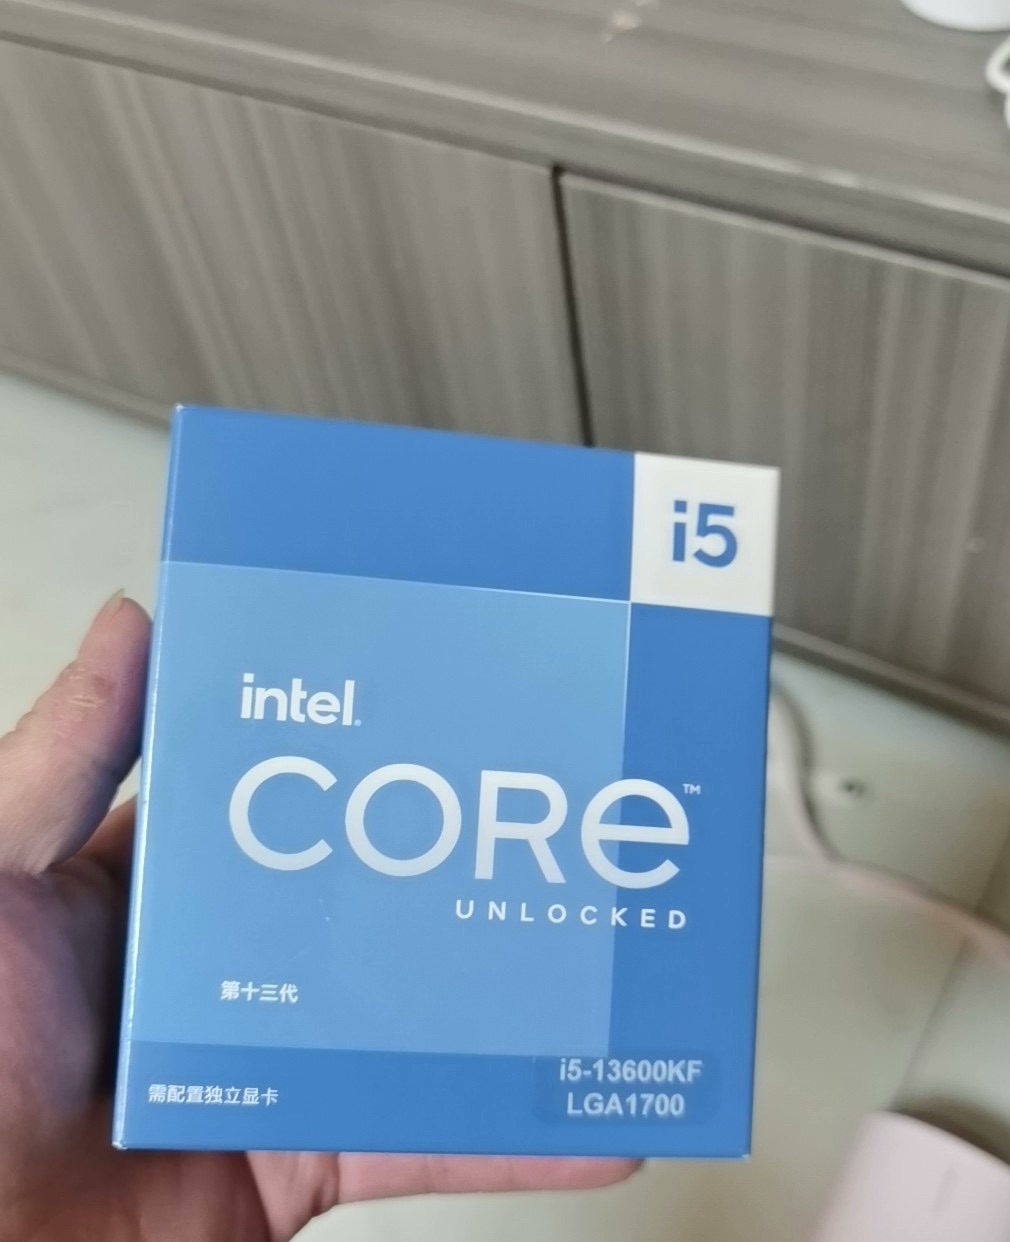 i5
intel.
CORE™
UNLOCKED
第十三代
i5-13600KF
LGA1700
需配置独立显卡